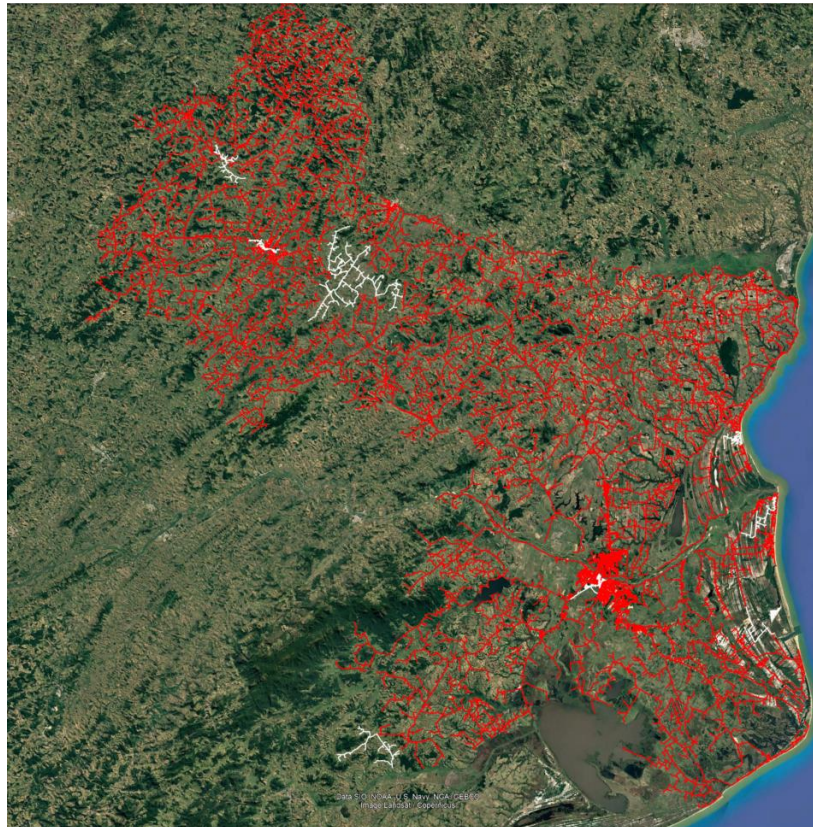 Data SIO, NOAA, U.S. Navy, NGA, GEBCO
Image Landsat / Copernicus